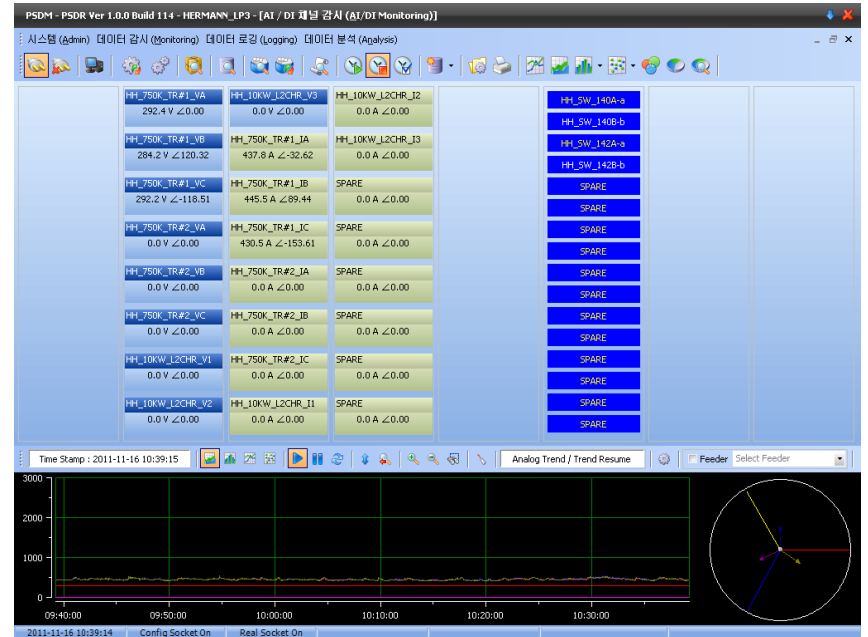 PSDM - PSDR Ver 1.0.0 Build 114 - HERMANN_LP3 - [AI / DI 채널 감시 (AI/DI Monitoring)]
시스템 (Admin) 데이터 감시 (Monitoring) 데이터 로깅 (Logging) 데이터 분석 (Analysis)
HH_750K_TR#1_VA HH_10KW_L2CHR_V3 HH_10KW_L2CHR_I2
292.4 V ∠0.00 0.0 V ∠0.00 0.0 A ∠0.00
HH_SW_140A-a
HH_SW_140B-b
HH_750K_TR#1_VB HH_750K_TR#1_IA HH_10KW_L2CHR_I3
284.2 V ∠120.32 437.8 A ∠-32.62 0.0 A ∠0.00
HH_SW_142A-a
HH_SW_142B-b
HH_750K_TR#1_VC HH_750K_TR#1_IB SPARE
292.2 V ∠-118.51 445.5 A ∠89.44 0.0 A ∠0.00
SPARE
SPARE
HH_750K_TR#2_VA HH_750K_TR#1_IC SPARE
0.0 V ∠0.00 430.5 A ∠-153.61 0.0 A ∠0.00
SPARE
SPARE
HH_750K_TR#2_VB HH_750K_TR#2_IA SPARE
0.0 V ∠0.00 0.0 A ∠0.00 0.0 A ∠0.00
SPARE
SPARE
HH_750K_TR#2_VC HH_750K_TR#2_IB SPARE
0.0 V ∠0.00 0.0 A ∠0.00 0.0 A ∠0.00
SPARE
SPARE
HH_10KW_L2CHR_V1 HH_750K_TR#2_IC SPARE
0.0 V ∠0.00 0.0 A ∠0.00 0.0 A ∠0.00
SPARE
SPARE
HH_10KW_L2CHR_V2 HH_10KW_L2CHR_I1 SPARE
0.0 V ∠0.00 0.0 A ∠0.00 0.0 A ∠0.00
SPARE
SPARE
Time Stamp : 2011-11-16 10:39:15 Analog Trend / Trend Resume Feeder Select Feeder
3000
2000
1000
0
09:40:00 09:50:00 10:00:00 10:10:00 10:20:00 10:30:00
2011-11-16 10:39:14 Config Socket On Real Socket On